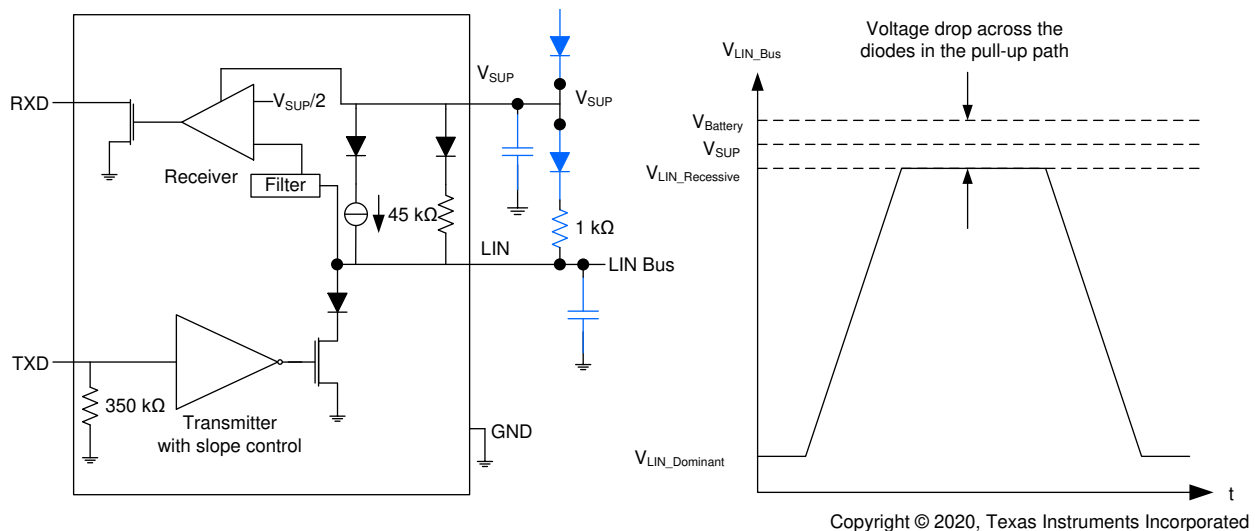 RXD
V_SUP/2
Receiver
Filter
45 kΩ
V_SUP
V_SUP
1 kΩ
LIN
LIN Bus
TXD
350 kΩ
Transmitter
with slope control
GND
Voltage drop across the
diodes in the pull-up path
V_LIN_Bus
V_Battery
V_SUP
V_LIN_Recessive
V_LIN_Dominant
t
Copyright © 2020, Texas Instruments Incorporated